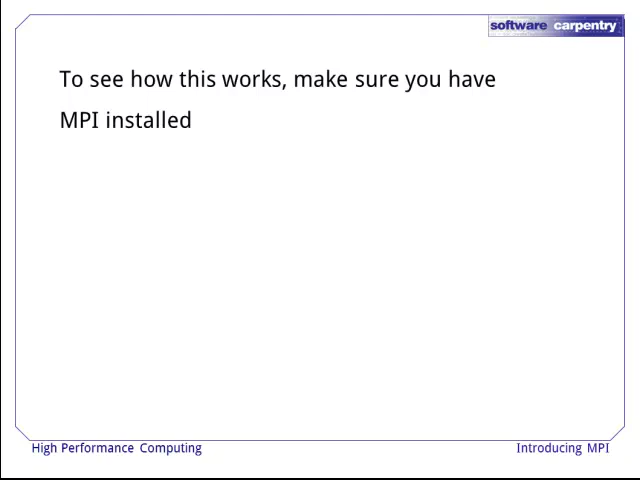 software carpentry
To see how this works, make sure you have
MPI installed
High Performance Computing
Introducing MPI